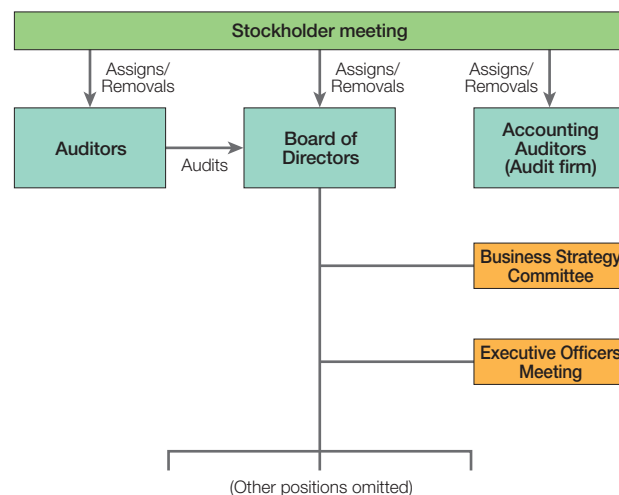 Stockholder meeting
Assigns/
Removals
Assigns/
Removals
Assigns/
Removals
Auditors
Audits
Board of
Directors
Accounting
Auditors
(Audit firm)
Business Strategy
Committee
Executive Officers
Meeting
(Other positions omitted)